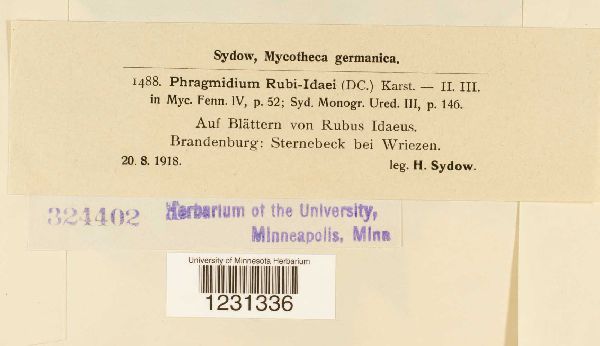 Sydow, Mycotheca germanica.
1488. Phragmidium Rubi-Idaei (DC.) Karst. — II. III.
in Myc. Fenn. IV, p. 52; Syd. Monogr. Ured. III, p. 146.
Auf Blättern von Rubus Idaeus.
Brandenburg: Sternebeck bei Wriezen.
20. 8. 1918. leg. H. Sydow.
324402 Herbarium of the University,
Minneapolis, Minn
University of Minnesota Herbarium
1231336